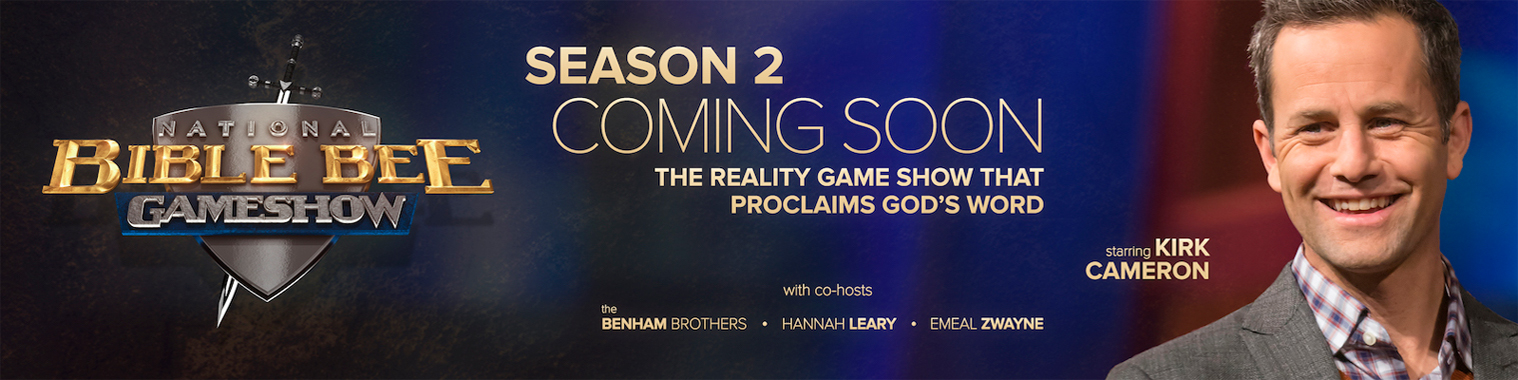 NATIONAL
BIBLE BEE
GAMESHOW
SEASON 2
COMING SOON
THE REALITY GAME SHOW THAT
PROCLAIMS GOD'S WORD
starring KIRK
CAMERON
with co-hosts
the
BENHAM BROTHERS • HANNAH LEARY • EMEAL ZWAYNE